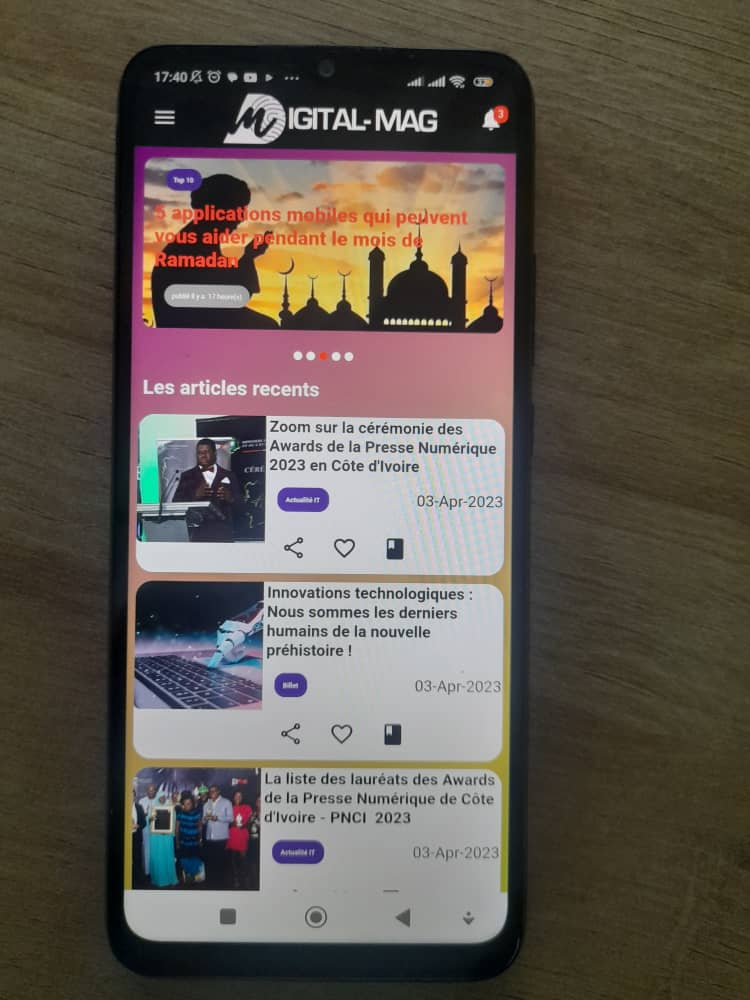 17:40
DIGITAL-MAG
3
Top 10
5 applications mobiles qui peuvent
vous aider pendant le mois de
Ramadan
publié Il y a 17 heure(s)
Les articles recents
Zoom sur la cérémonie des
Awards de la Presse Numérique
2023 en Côte d'Ivoire
Actualité IT
03-Apr-2023
Innovations technologiques :
Nous sommes les derniers
humains de la nouvelle
préhistoire !
Billet
03-Apr-2023
La liste des lauréats des Awards
de la Presse Numérique de Côte
d'Ivoire - PNCI 2023
Actualité IT
03-Apr-2023